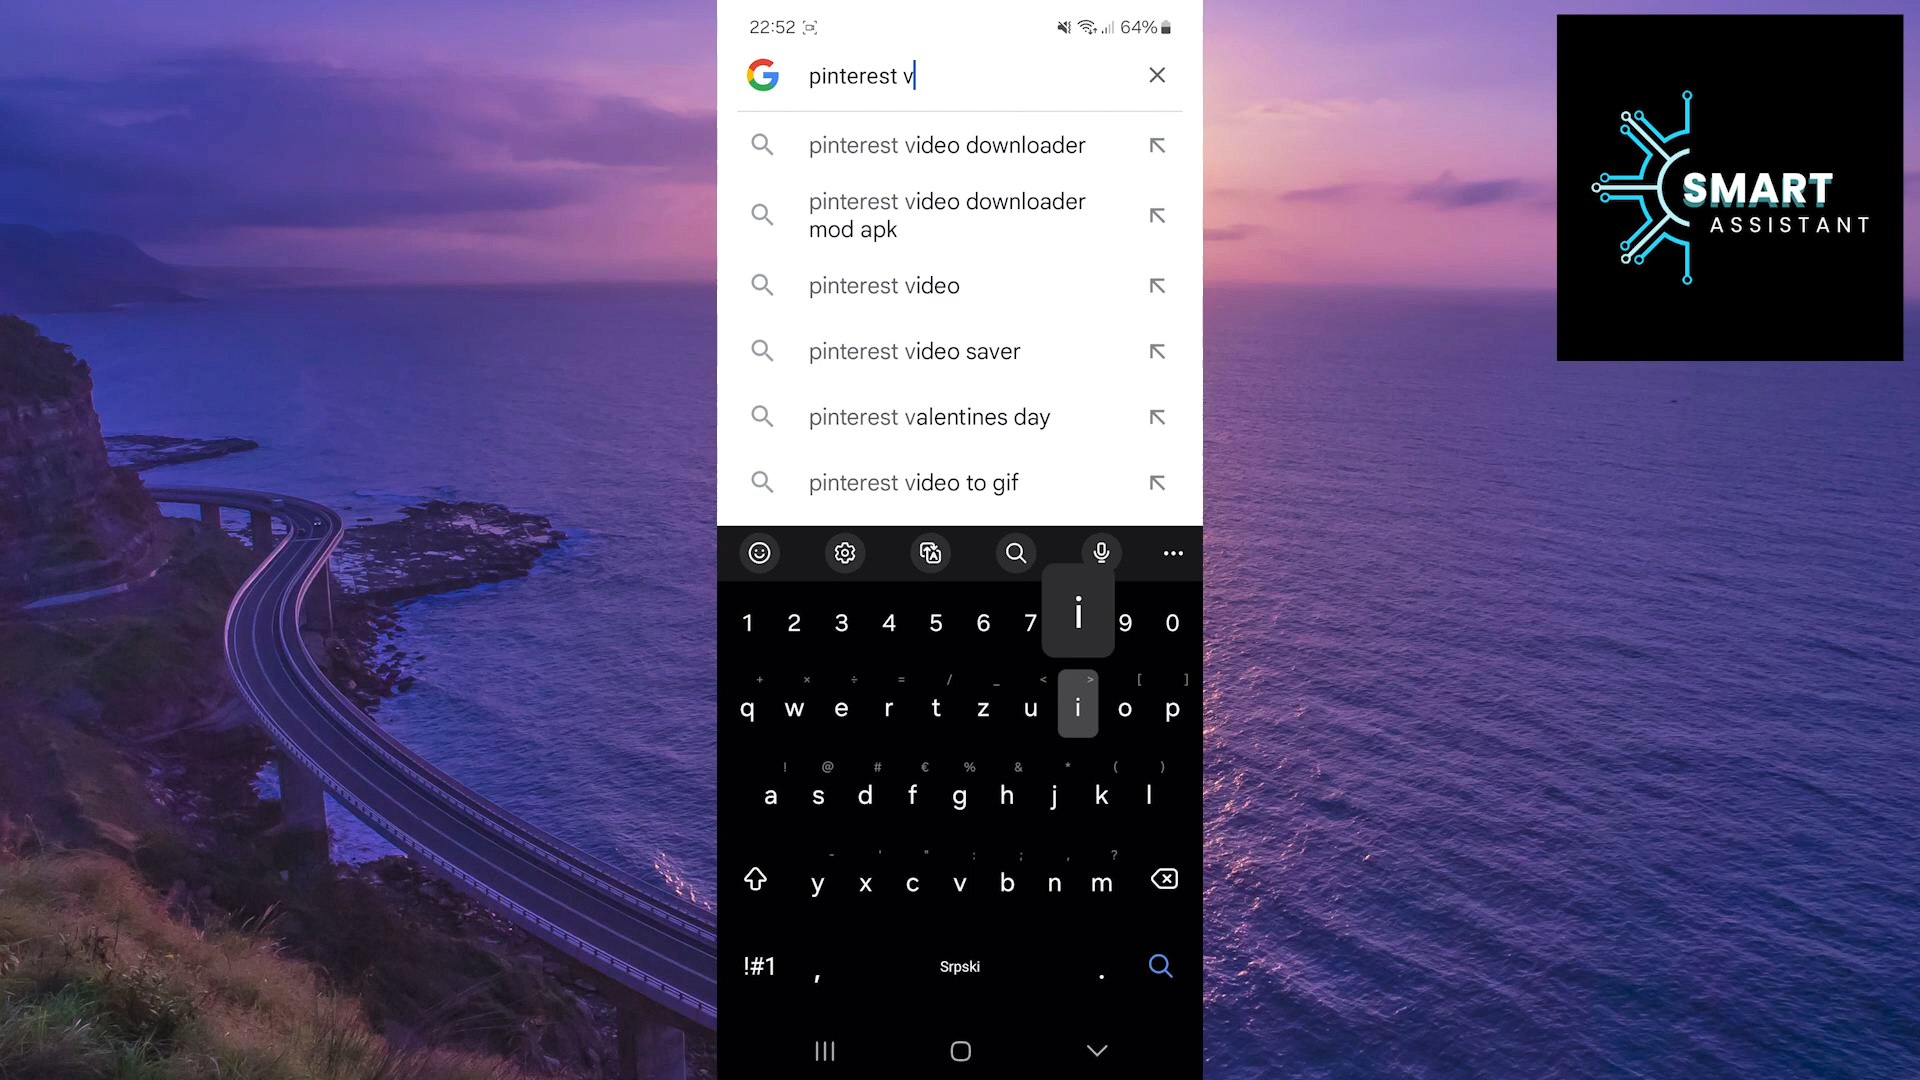 22:52 64%
pinterest v
pinterest video downloader
pinterest video downloader
mod apk
pinterest video
pinterest video saver
pinterest valentines day
pinterest video to gif
i
1 2 3 4 5 6 7 9 0
+ × ÷ = / _ < > [ ]
q w e r t z u i o p
! @ # € % & * ( )
a s d f g h j k l
- ' " : ; , ?
y x c v b n m
!#1 , Srpski .
SMART
ASSISTANT